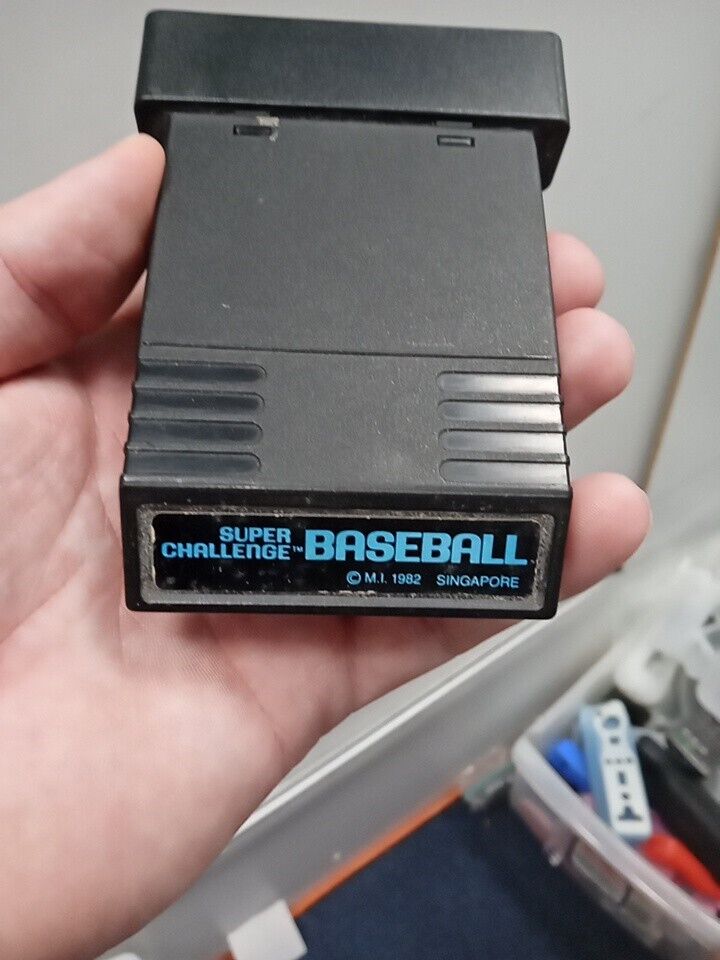 SUPER
CHALLENGE™ BASEBALL
© M.I. 1982 SINGAPORE